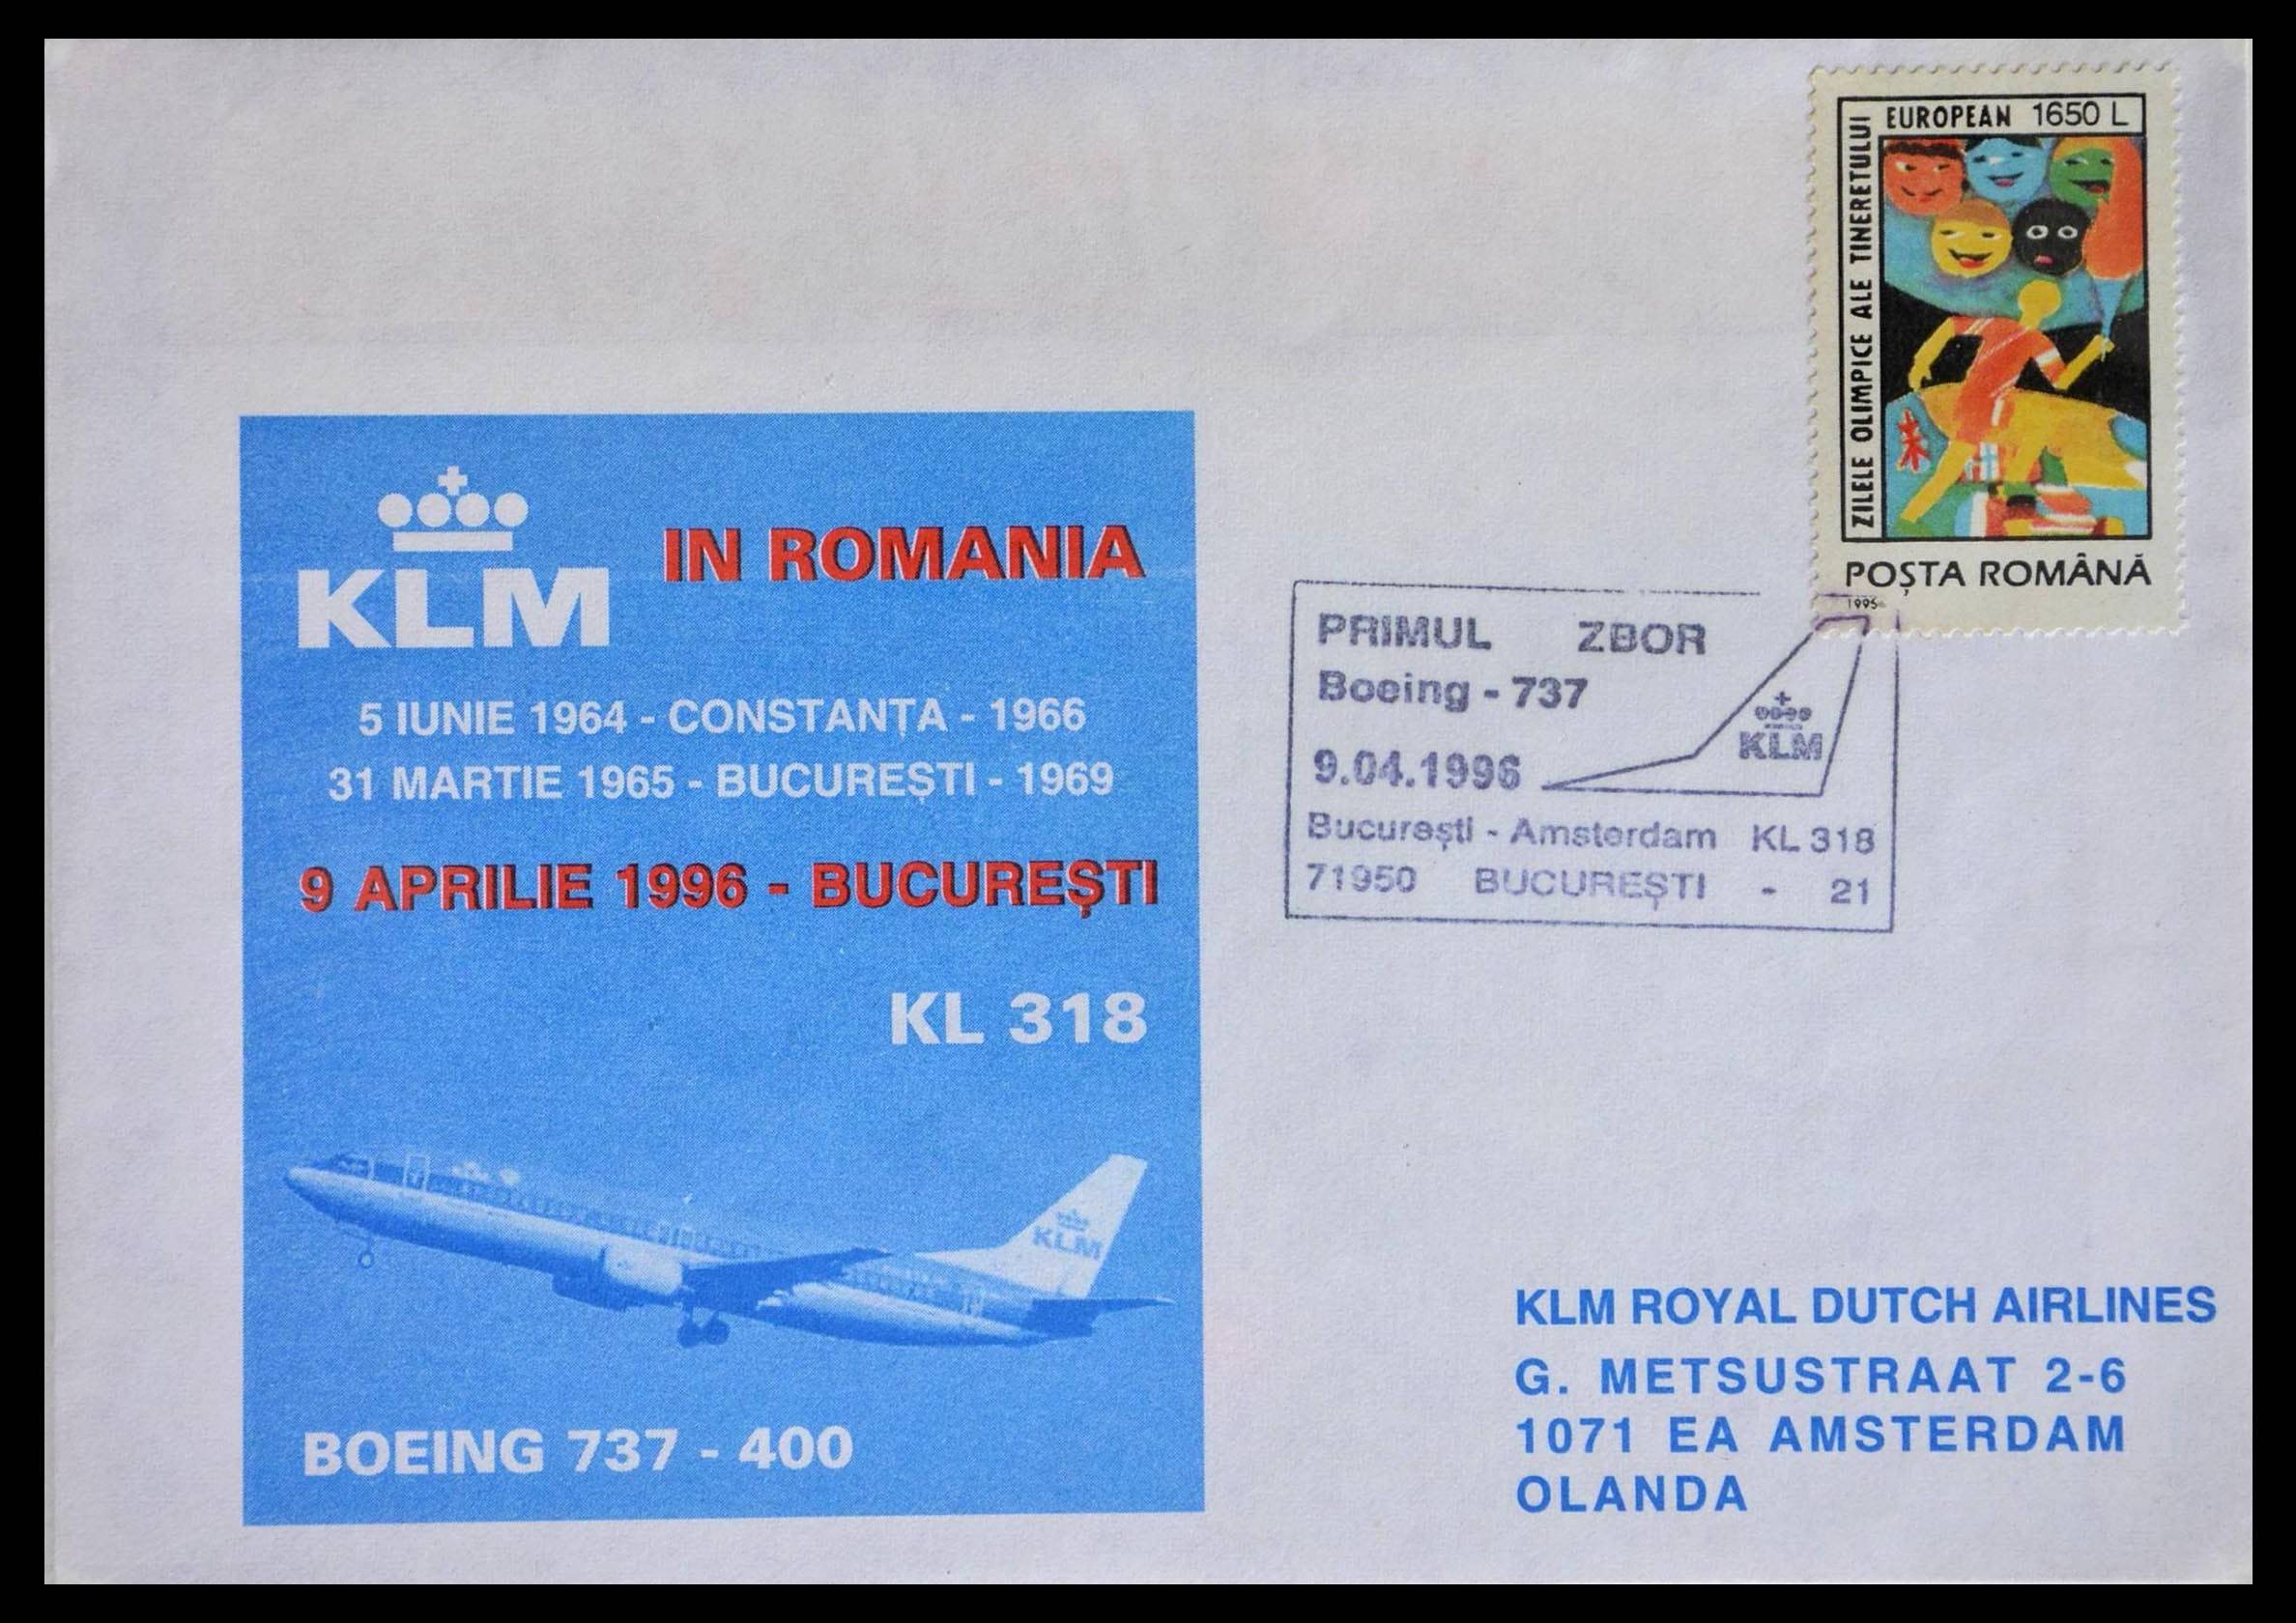 EUROPEAN 1650 L
ZILELE OLIMPICE ALE TINERETULUI
POȘTA ROMÂNĂ
1995
KLM
IN ROMANIA
5 IUNIE 1964 - CONSTANȚA - 1966
31 MARTIE 1965 - BUCUREȘTI - 1969
9 APRILIE 1996 - BUCUREȘTI
KL 318
KLM
BOEING 737 - 400
PRIMUL ZBOR
Boeing - 737
9.04.1996
KLM
București - Amsterdam KL 318
71950 BUCUREȘTI - 21
KLM ROYAL DUTCH AIRLINES
G. METSUSTRAAT 2-6
1071 EA AMSTERDAM
OLANDA